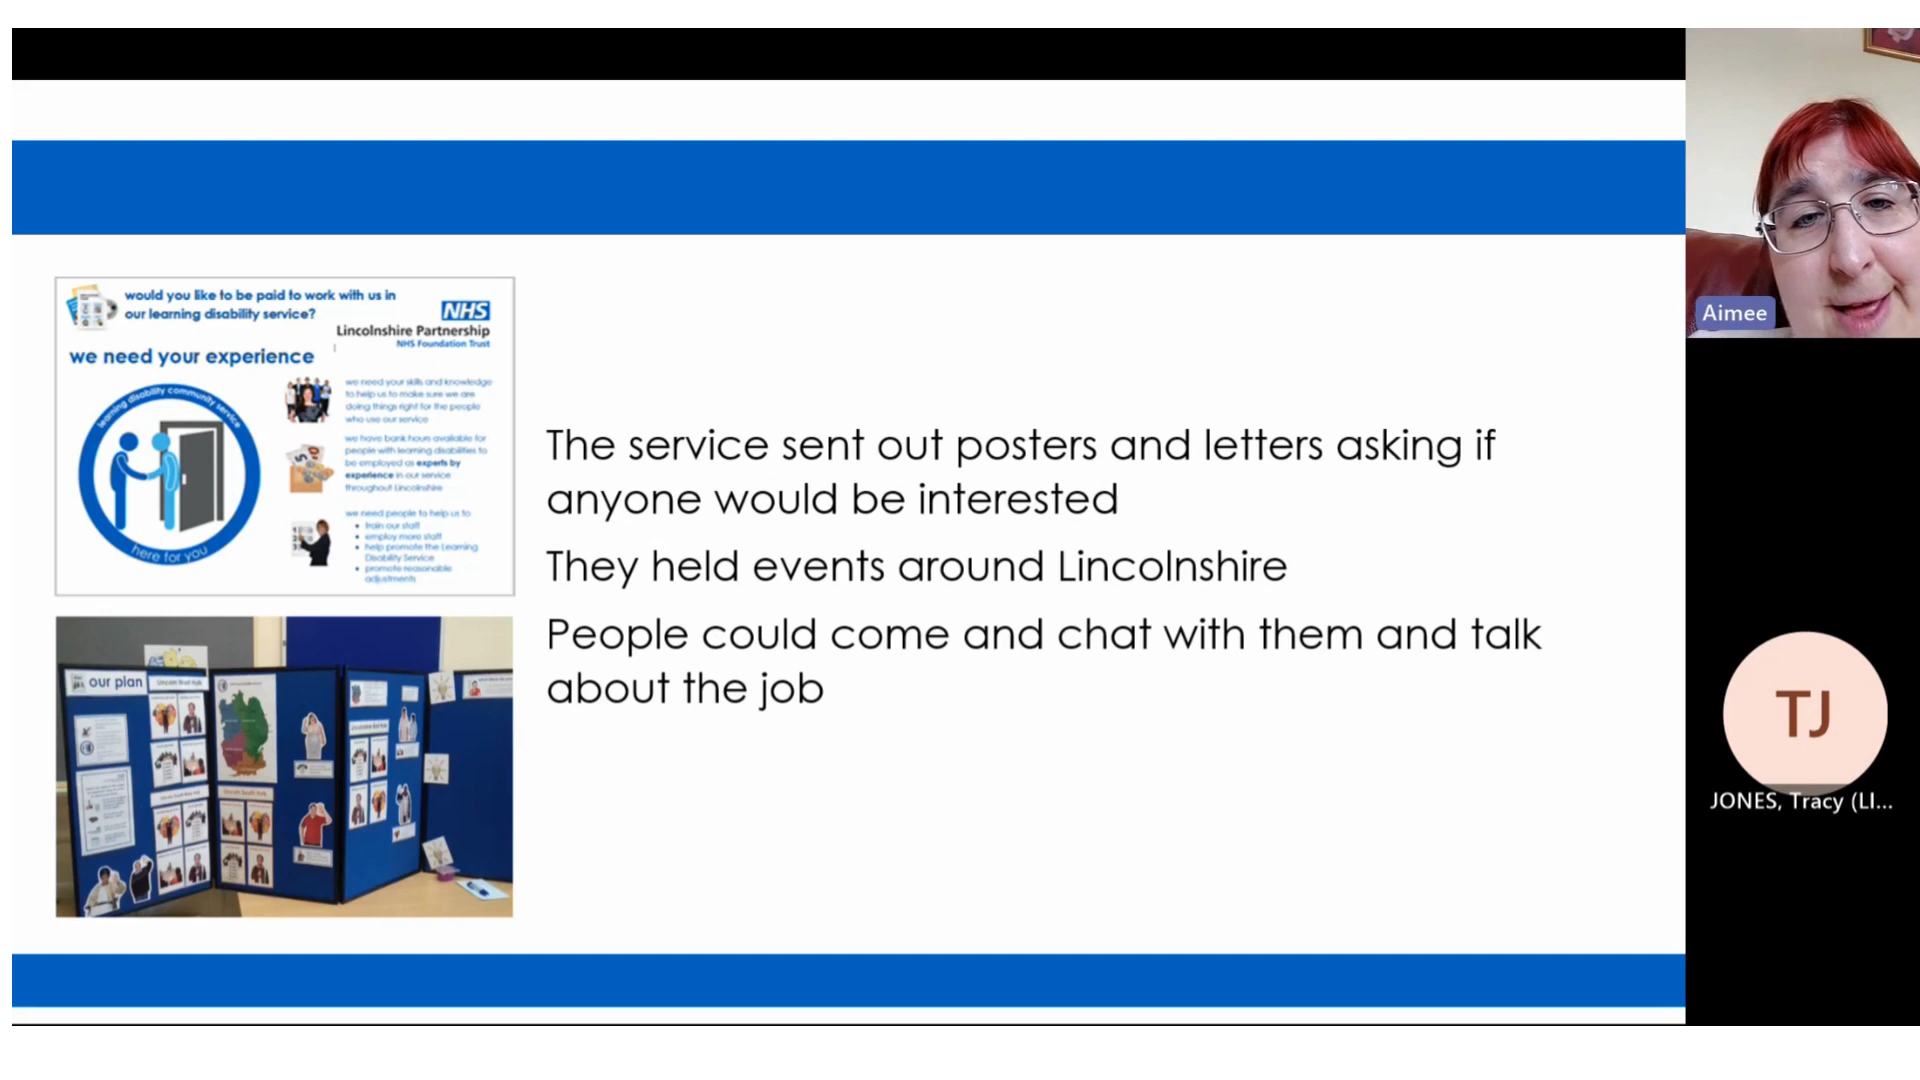 would you like to be paid to work with us in
our learning disability service?
NHS
Lincolnshire Partnership
NHS Foundation Trust
we need your experience
learning disability community service
here for you
we need your skills and knowledge
to help us to make sure we are
doing things right for the people
who use our service
we have bank hours available for
people with learning disabilities to
be employed as experts by
experience in our service
throughout Lincolnshire
we need people to help us to
• train our staff
• employ more staff
• help promote the Learning
Disability Service
• promote reasonable
adjustments
our plan
The service sent out posters and letters asking if
anyone would be interested
They held events around Lincolnshire
People could come and chat with them and talk
about the job
Aimee
TJ
JONES, Tracy (LI...